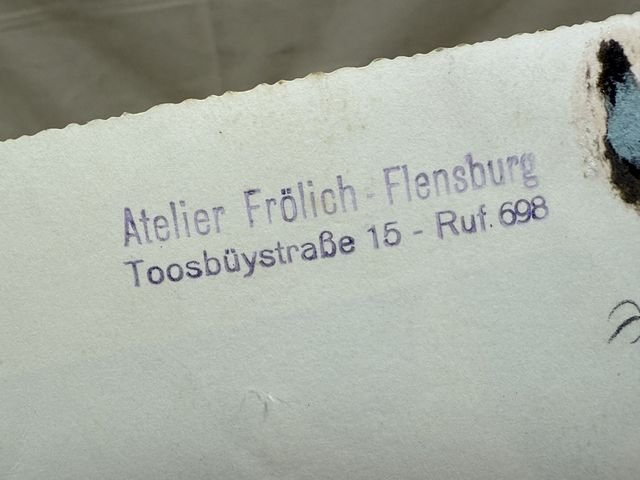 Atelier Frölich - Flensburg
Toosbüystraße 15 - Ruf. 698